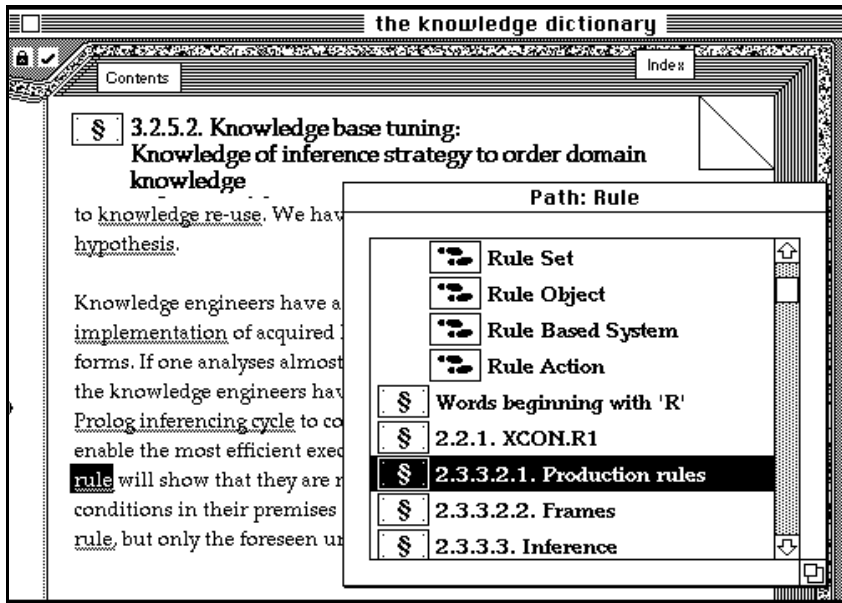 the knowledge dictionary
Contents
Index
§ 3.2.5.2. Knowledge base tuning:
Knowledge of inference strategy to order domain
knowledge
to knowledge re-use. We hav
hypothesis.
Knowledge engineers have a
implementation of acquired
forms. If one analyses almost
the knowledge engineers hav
Prolog inferencing cycle to co
enable the most efficient exec
rule will show that they are
conditions in their premises
rule, but only the foreseen un
Path: Rule
Rule Set
Rule Object
Rule Based System
Rule Action
§ Words beginning with 'R'
§ 2.2.1. XCON.R1
§ 2.3.3.2.1. Production rules
§ 2.3.3.2.2. Frames
§ 2.3.3.3. Inference